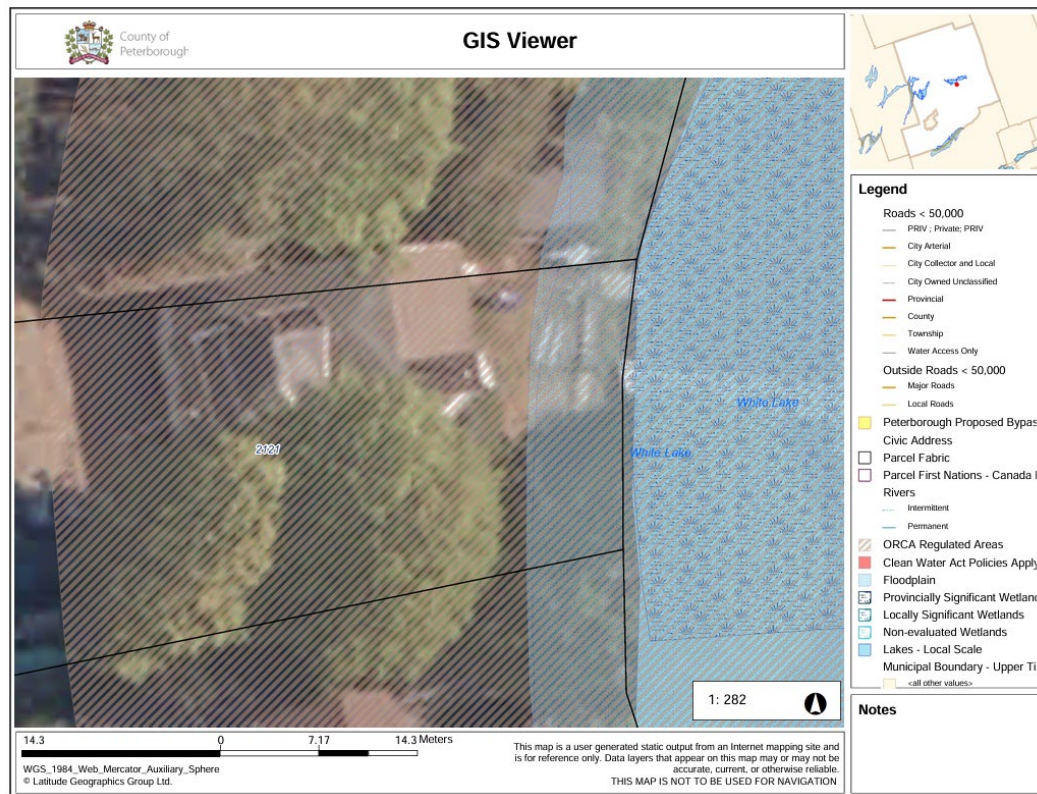 County of
Peterborough
GIS Viewer
2121
White Lake
White Lake
1: 282
14.3
0
7.17
14.3 Meters
WGS_1984_Web_Mercator_Auxiliary_Sphere
© Latitude Geographics Group Ltd.
This map is a user generated static output from an Internet mapping site and
is for reference only. Data layers that appear on this map may or may not be
accurate, current, or otherwise reliable.
THIS MAP IS NOT TO BE USED FOR NAVIGATION
Legend
Roads < 50,000
PRIV ; Private; PRIV
City Arterial
City Collector and Local
City Owned Unclassified
Provincial
County
Township
Water Access Only
Outside Roads < 50,000
Major Roads
Local Roads
Peterborough Proposed Bypas
Civic Address
Parcel Fabric
Parcel First Nations - Canada
Rivers
Intermittent
Permanent
ORCA Regulated Areas
Clean Water Act Policies Apply
Floodplain
Provincially Significant Wetlan
Locally Significant Wetlands
Non-evaluated Wetlands
Lakes - Local Scale
Municipal Boundary - Upper Ti
<all other values>
Notes